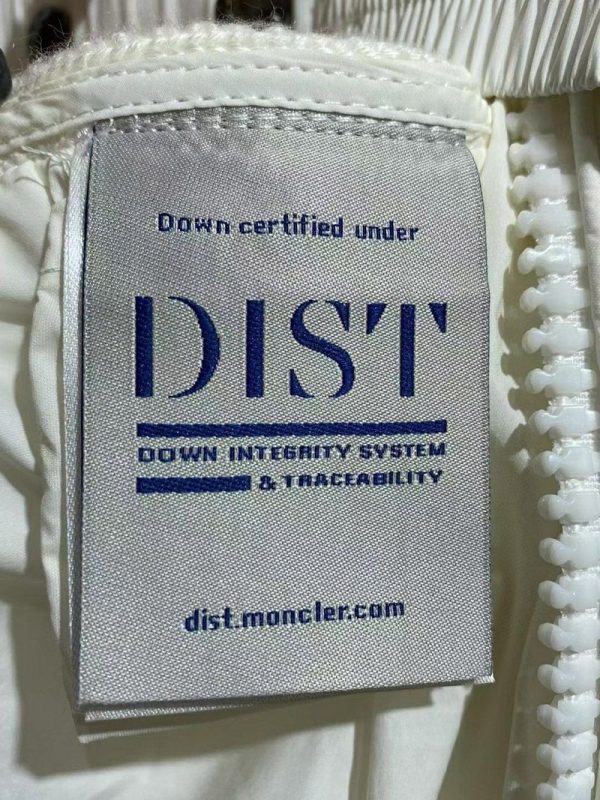 Down certified under
DIST
DOWN INTEGRITY SYSTEM
& TRACEABILITY
dist.moncler.com